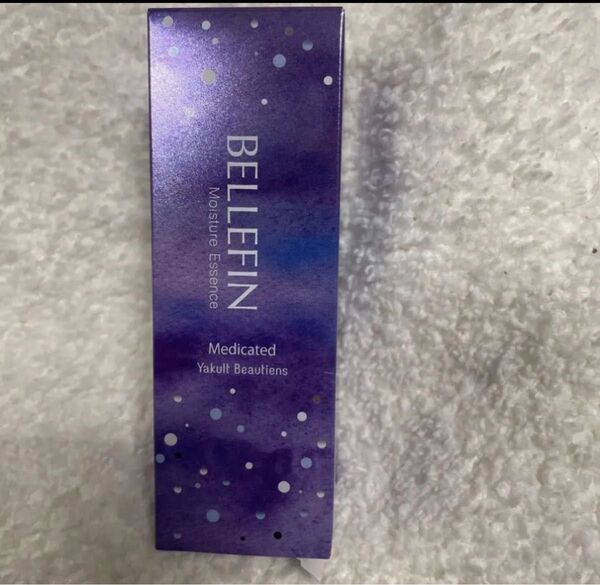 BELLEFIN
Moisture Essence
Medicated
Yakult Beautiens